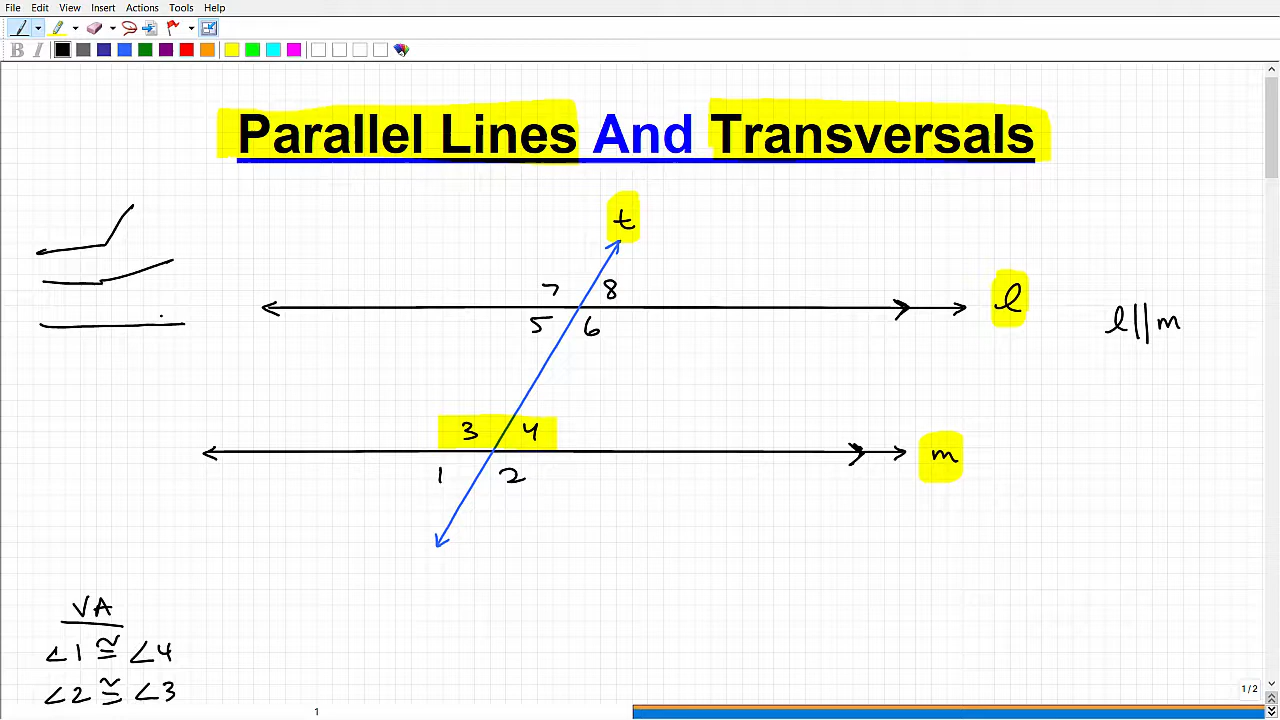 File Edit View Insert Actions Tools Help
B I
Parallel Lines And Transversals
t
7 8
l
5 6
l||m
3 4
m
1 2
VA
∠1 ≅ ∠4
∠2 ≅ ∠3
1/2
1